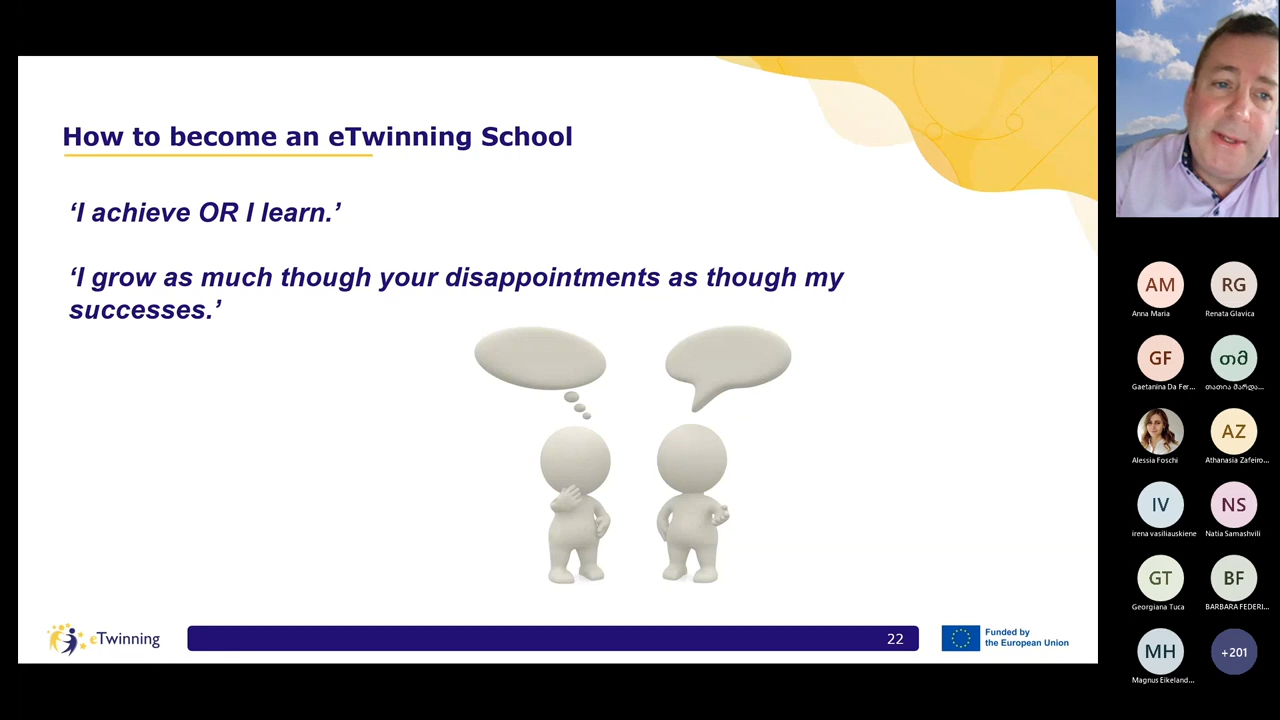 How to become an eTwinning School
‘I achieve OR I learn.’
‘I grow as much though your disappointments as though my
successes.’
eTwinning
22
Funded by
the European Union
AM
RG
Anna Maria
Renata Glavica
GF
თმ
Gaetanina Da Fer...
თათია მარდა...
AZ
Alessia Foschi
Athanasia Zafeiro...
IV
NS
irena vasiliauskiene
Natia Samashvili
GT
BF
Georgiana Tuca
BARBARA FEDERI...
MH
+201
Magnus Eikeland...